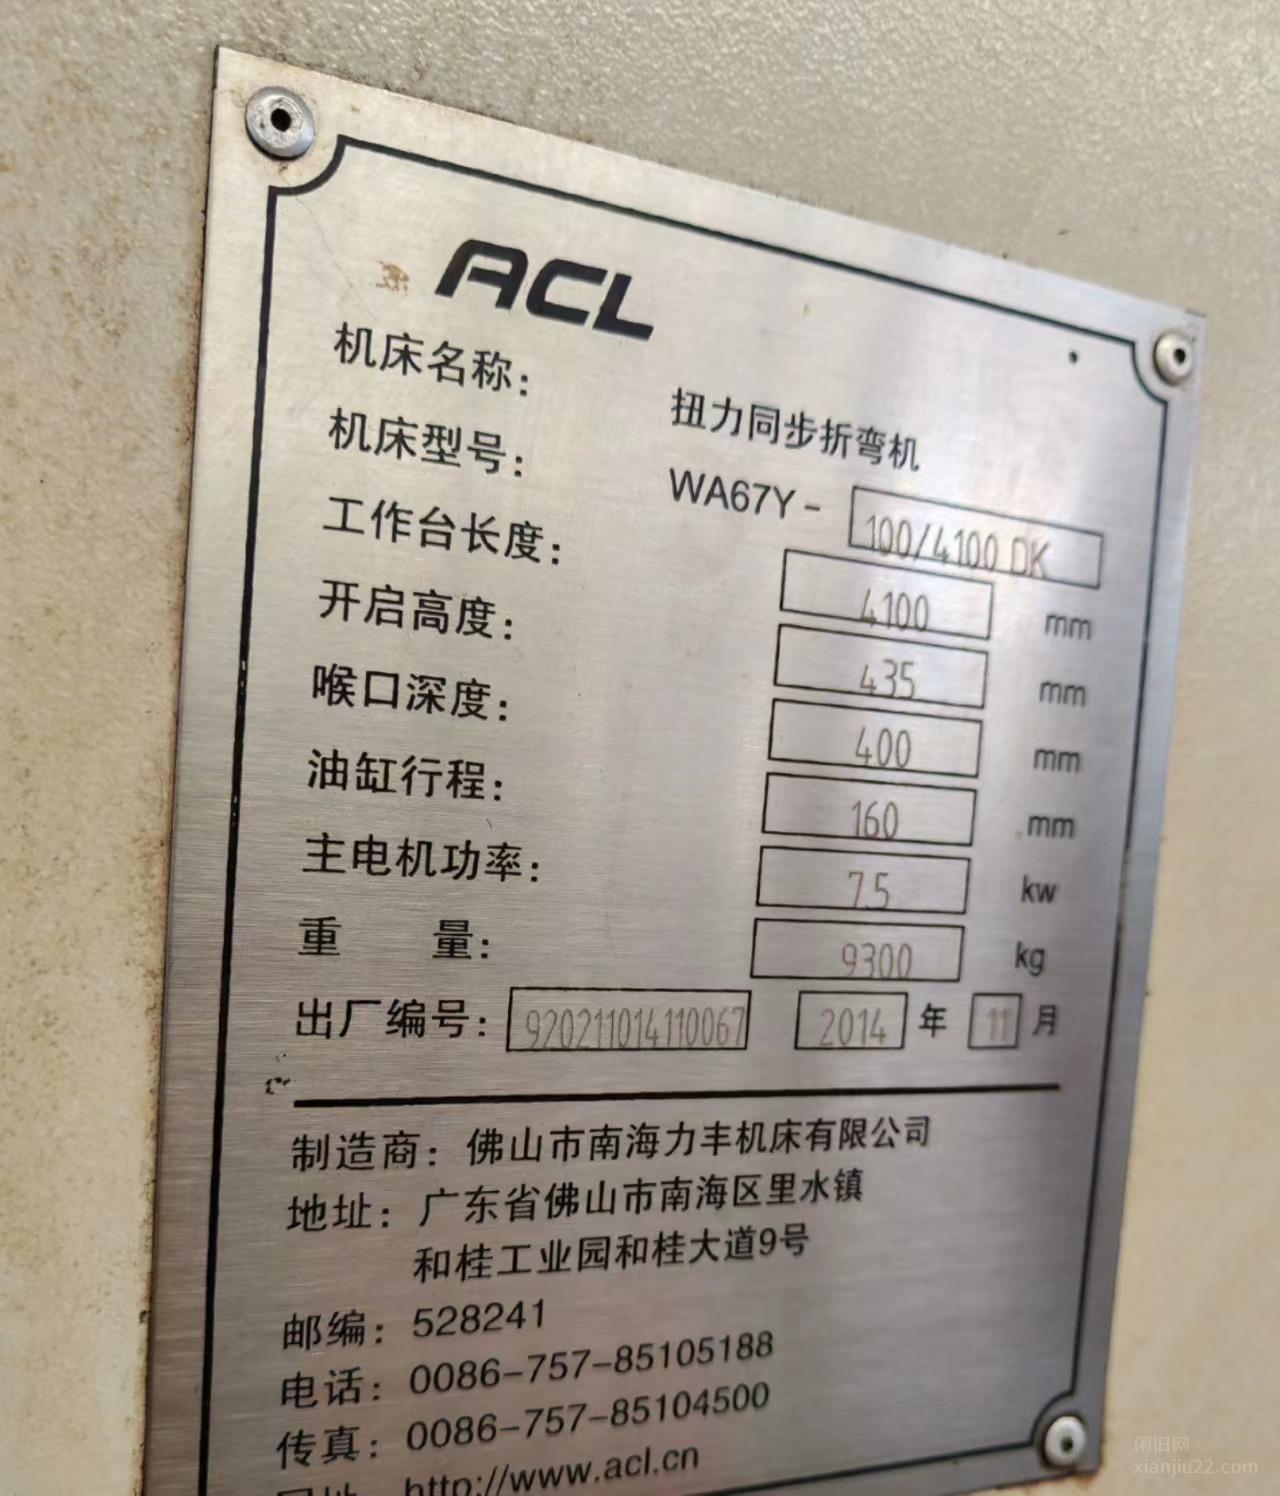 ACL
机床名称： 扭力同步折弯机
机床型号： WA67Y- 100/4100 DK
工作台长度： 4100 mm
开启高度： 435 mm
喉口深度： 400 mm
油缸行程： 160 mm
主电机功率： 7.5 kw
重 量： 9300 kg
出厂编号： 920211014110067 2014 年 11 月
制造商：佛山市南海力丰机床有限公司
地址：广东省佛山市南海区里水镇
和桂工业园和桂大道9号
邮编：528241
电话：0086-757-85105188
传真：0086-757-85104500
网址 http://www.acl.cn
闲旧网
xianjiu22.com